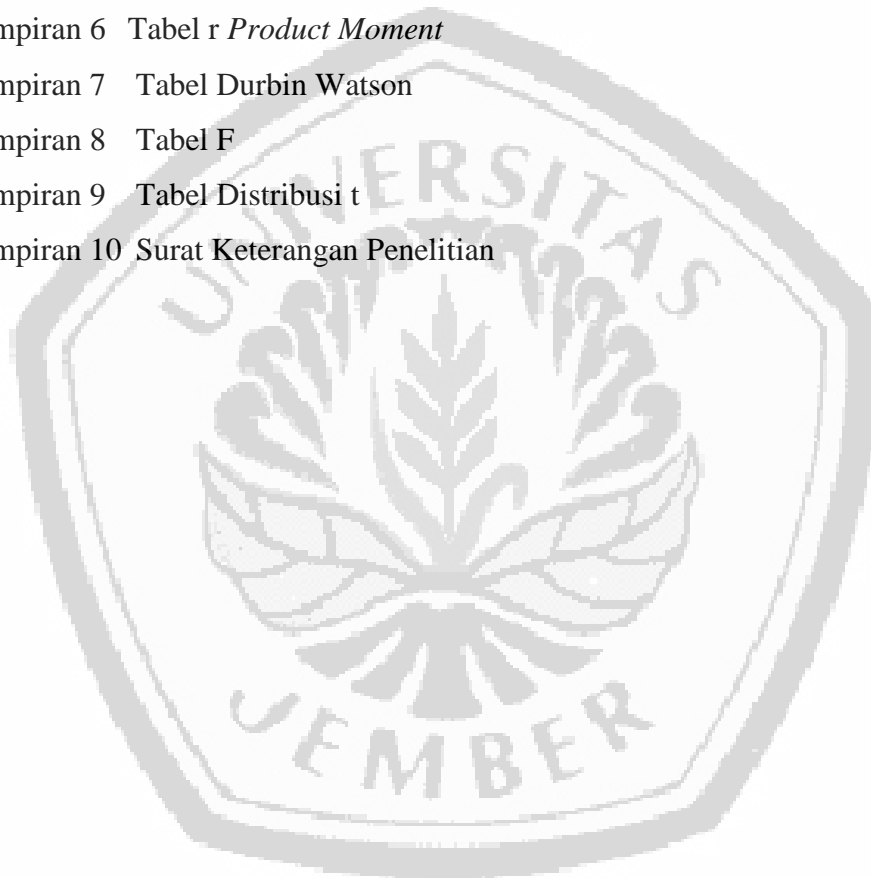 mpiran 6 Tabel r Product Moment
mpiran 7 Tabel Durbin Watson
mpiran 8 Tabel F
mpiran 9 Tabel Distribusi t
mpiran 10 Surat Keterangan Penelitian
UNIVERSITAS
JEMBER